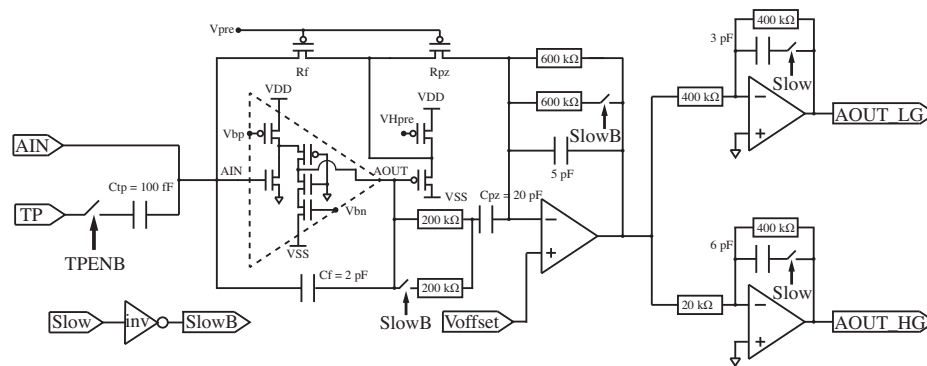 Vpre
Rf
Rpz
VDD
VDD
Vbp
VHpre
AIN
AIN
AOUT
Ctp = 100 fF
TP
TPENB
Vbn
VSS
VSS
Cf = 2 pF
200 kΩ
200 kΩ
SlowB
Cpz = 20 pF
600 kΩ
600 kΩ
SlowB
5 pF
−
+
Voffset
Slow
inv
SlowB
400 kΩ
3 pF
Slow
400 kΩ
−
+
AOUT_LG
400 kΩ
6 pF
Slow
20 kΩ
−
+
AOUT_HG